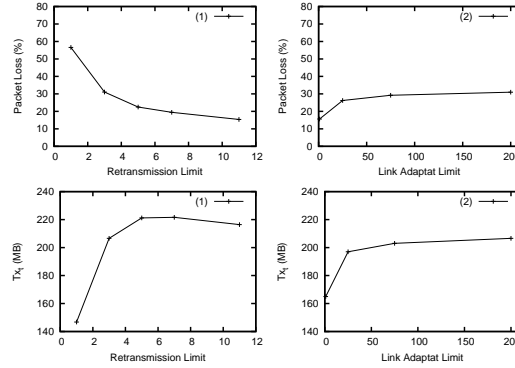 80
70
60
50
40
30
20
10
0
Packet Loss (%)
(1)
0 2 4 6 8 10 12
Retransmission Limit
80
70
60
50
40
30
20
10
0
Packet Loss (%)
(2)
0 50 100 150 200
Link Adaptat Limit
240
220
200
180
160
140
Txt (MB)
(1)
0 2 4 6 8 10 12
Retransmission Limit
240
220
200
180
160
140
Txt (MB)
(2)
0 50 100 150 200
Link Adaptat Limit